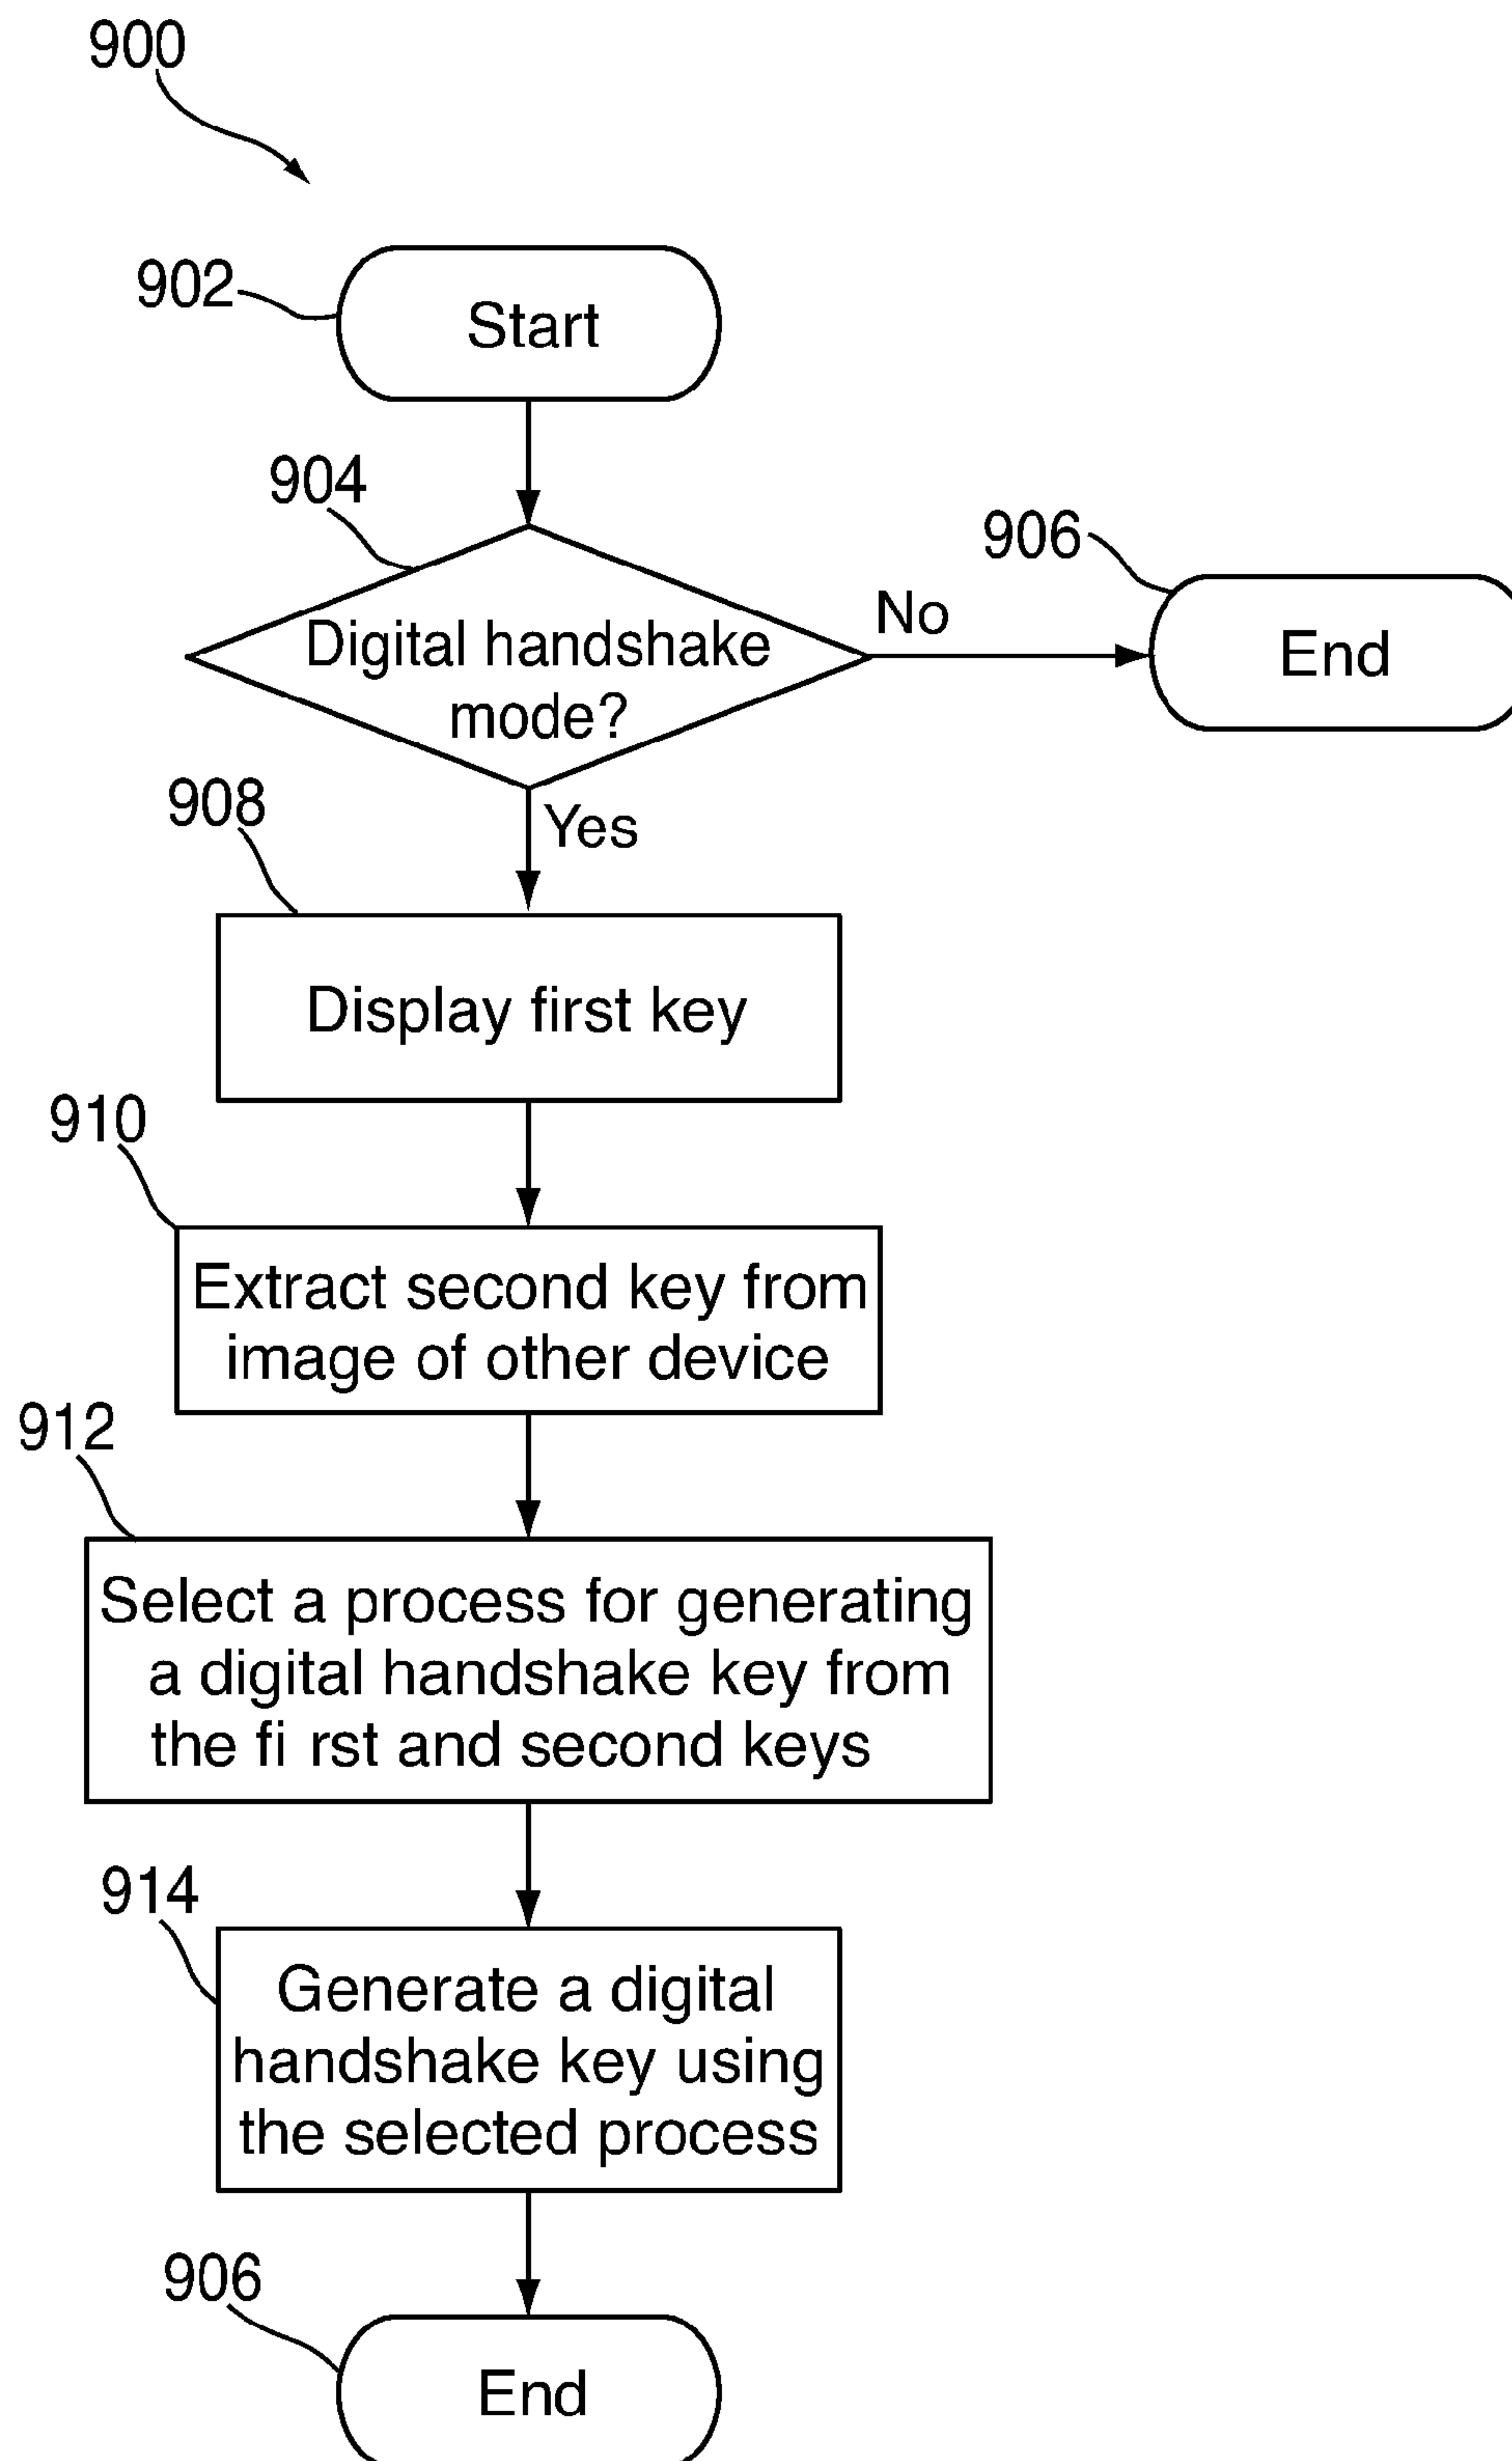 900
902
Start
904
Digital handshake
mode?
No
906
End
908
Yes
Display first key
910
Extract second key from
image of other device
912
Select a process for generating
a digital handshake key from
the fi rst and second keys
914
Generate a digital
handshake key using
the selected process
906
End